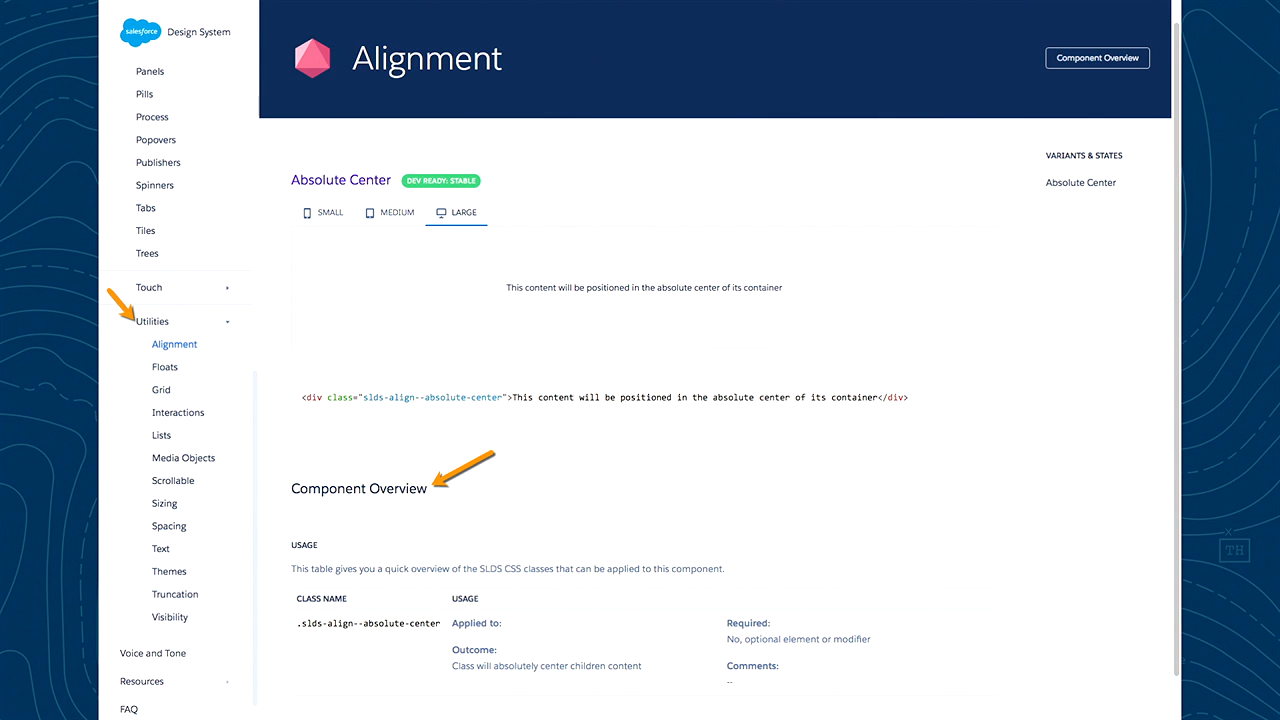 salesforce Design System
Panels
Pills
Process
Popovers
Publishers
Spinners
Tabs
Tiles
Trees
Touch
Utilities
Alignment
Floats
Grid
Interactions
Lists
Media Objects
Scrollable
Sizing
Spacing
Text
Themes
Truncation
Visibility
Voice and Tone
Resources
FAQ
Alignment
Component Overview
Absolute Center DEV READY: STABLE
SMALL MEDIUM LARGE
This content will be positioned in the absolute center of its container
<div class="slds-align--absolute-center">This content will be positioned in the absolute center of its container</div>
Component Overview
USAGE
This table gives you a quick overview of the SLDS CSS classes that can be applied to this component.
CLASS NAME USAGE
.slds-align--absolute-center Applied to: Required:
No, optional element or modifier
Outcome: Comments:
Class will absolutely center children content --
VARIANTS & STATES
Absolute Center
X
TH